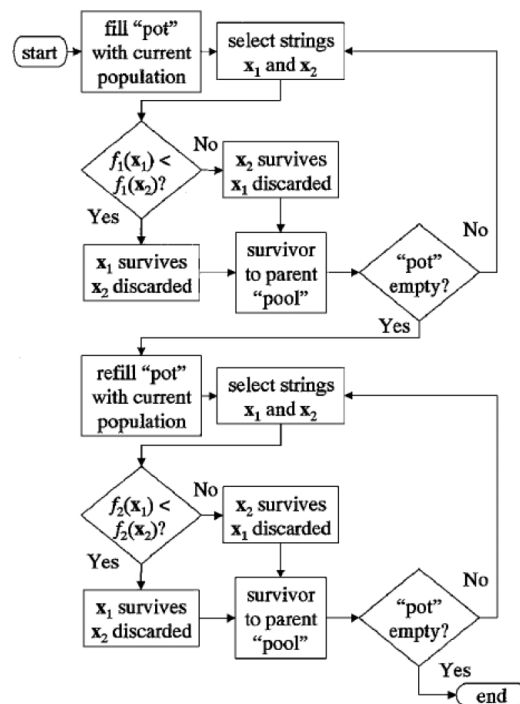 start
fill “pot”
with current
population
select strings
x₁ and x₂
f₁(x₁) <
f₁(x₂)?
No
x₂ survives
x₁ discarded
Yes
x₁ survives
x₂ discarded
survivor
to parent
“pool”
“pot”
empty?
No
Yes
refill “pot”
with current
population
select strings
x₁ and x₂
f₂(x₁) <
f₂(x₂)?
No
x₂ survives
x₁ discarded
Yes
x₁ survives
x₂ discarded
survivor
to parent
“pool”
“pot”
empty?
No
Yes
end